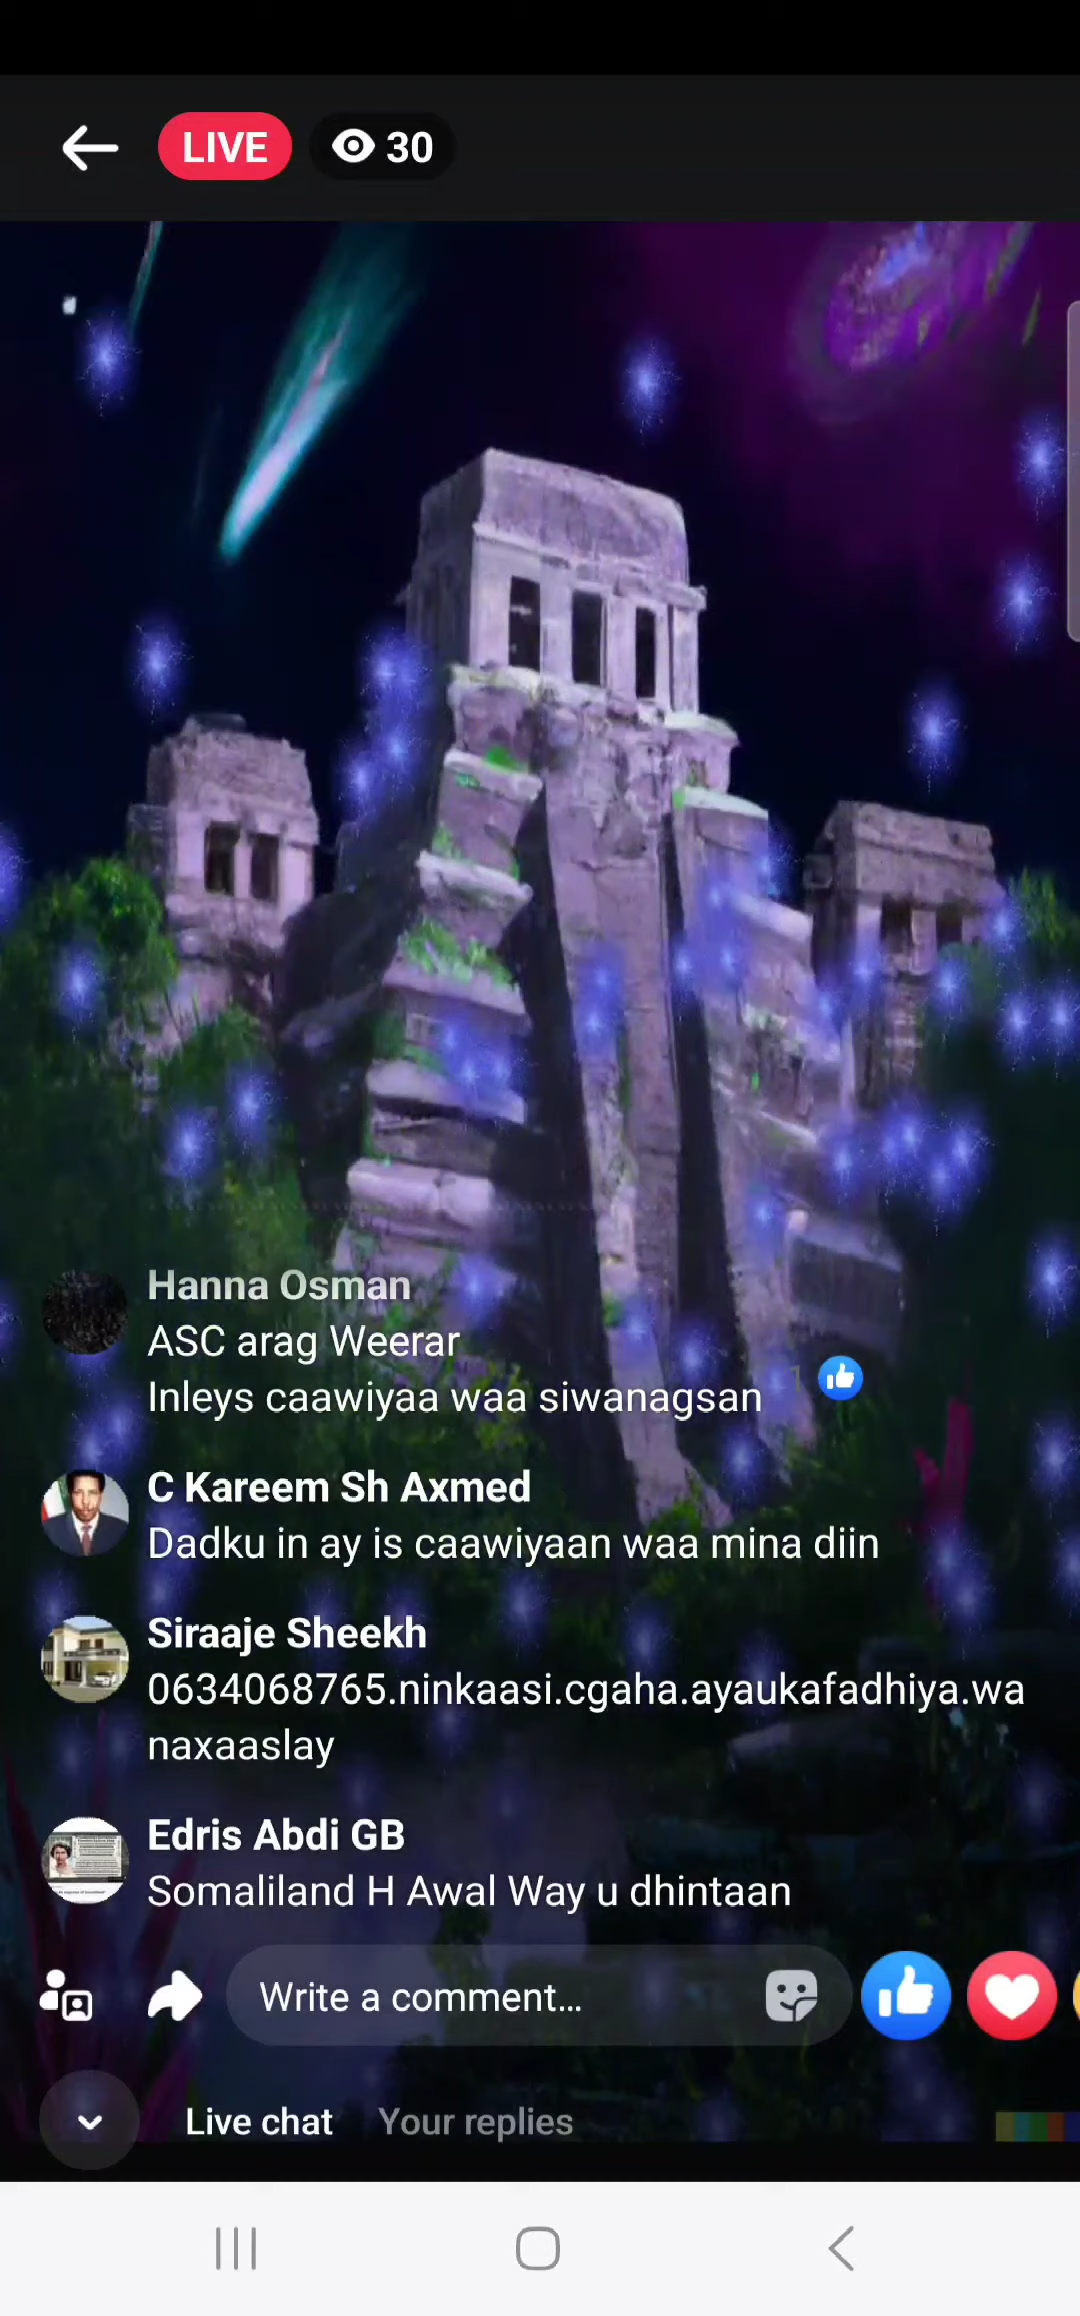 LIVE 30
Hanna Osman
ASC arag Weerar
Inleys caawiyaa waa siwanagsan
1
C Kareem Sh Axmed
Dadku in ay is caawiyaan waa mina diin
Siraaje Sheekh
0634068765.ninkaasi.cgaha.ayaukafadhiya.wa
naxaaslay
Edris Abdi GB
Somaliland H Awal Way u dhintaan
Write a comment...
Live chat Your replies